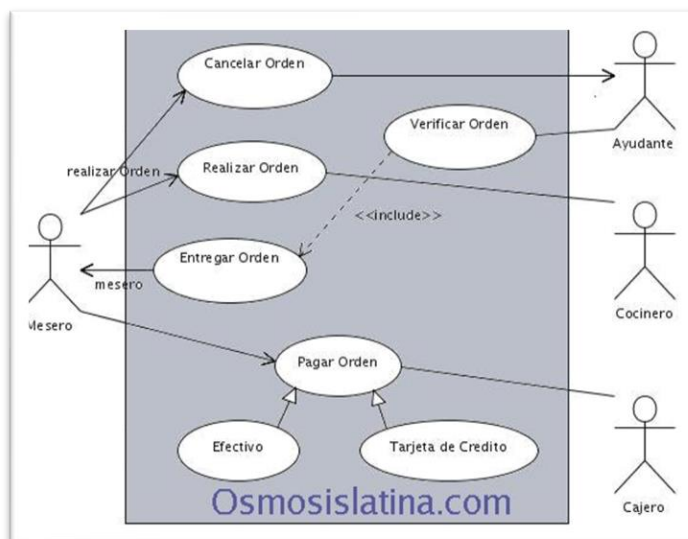 Cancelar Orden
Verificar Orden
Ayudante
realizar Orden
Realizar Orden
<<include>>
Entregar Orden
mesero
Mesero
Cocinero
Pagar Orden
Efectivo
Tarjeta de Credito
Osmosislatina.com
Cajero